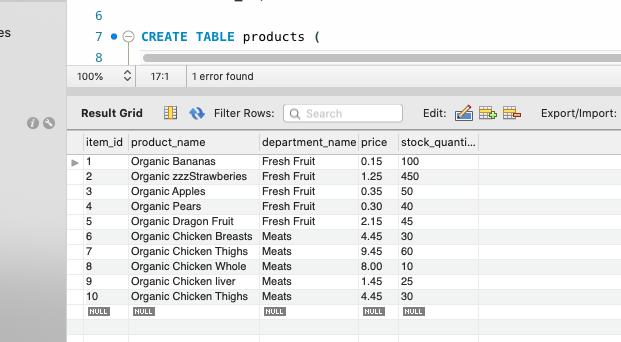 es
6
7 CREATE TABLE products (
8
100% 17:1 1 error found
Result Grid Filter Rows: Search Edit: Export/Import:
item_id product_name department_name price stock_quanti...
1 Organic Bananas Fresh Fruit 0.15 100
2 Organic zzzStrawberies Fresh Fruit 1.25 450
3 Organic Apples Fresh Fruit 0.35 50
4 Organic Pears Fresh Fruit 0.30 40
5 Organic Dragon Fruit Fresh Fruit 2.15 45
6 Organic Chicken Breasts Meats 4.45 30
7 Organic Chicken Thighs Meats 9.45 60
8 Organic Chicken Whole Meats 8.00 10
9 Organic Chicken liver Meats 1.45 25
10 Organic Chicken Thighs Meats 4.45 30
NULL NULL NULL NULL NULL